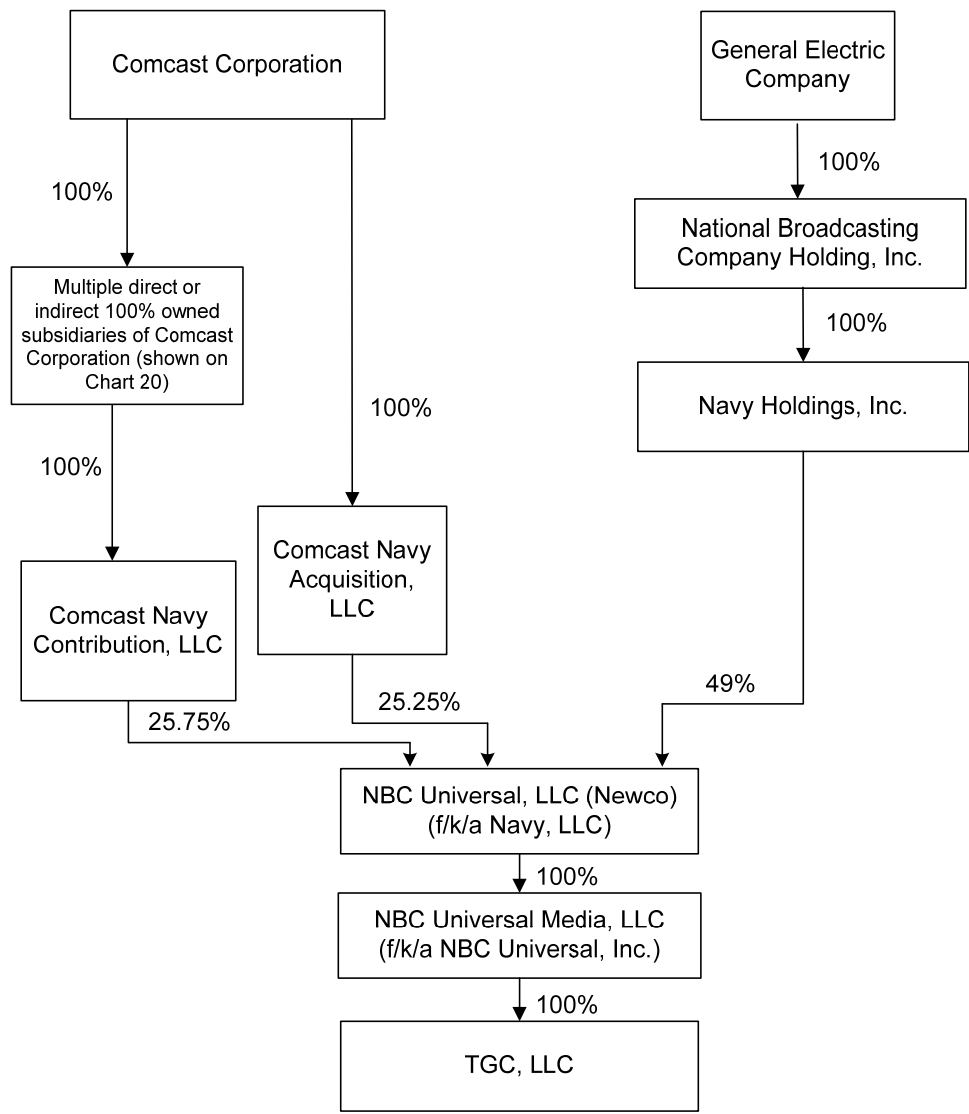 Comcast Corporation
General Electric
Company
100%
100%
National Broadcasting
Company Holding, Inc.
Multiple direct or
indirect 100% owned
subsidiaries of Comcast
Corporation (shown on
Chart 20)
100%
Navy Holdings, Inc.
100%
100%
Comcast Navy
Acquisition,
LLC
Comcast Navy
Contribution, LLC
49%
25.25%
25.75%
NBC Universal, LLC (Newco)
(f/k/a Navy, LLC)
100%
NBC Universal Media, LLC
(f/k/a NBC Universal, Inc.)
100%
TGC, LLC